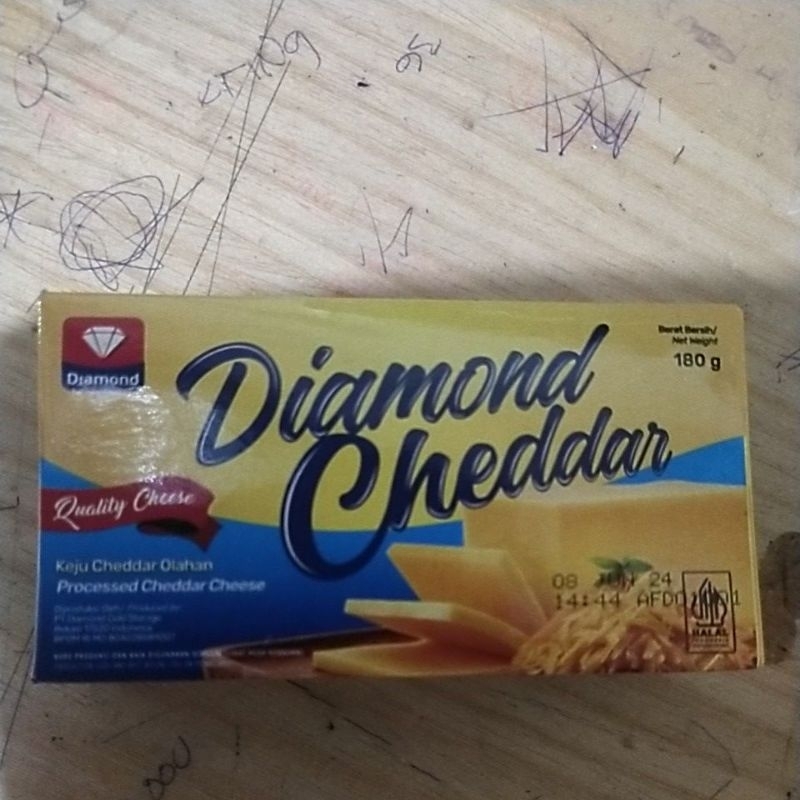 Diamond
Diamond
Cheddar
Berat Bersih/
Net Weight
180 g
Quality Cheese
Keju Cheddar Olahan
Processed Cheddar Cheese
Diproduksi Oleh / Produced by:
PT Diamond Cold Storage
08 JUN 24
14:44
HALAL